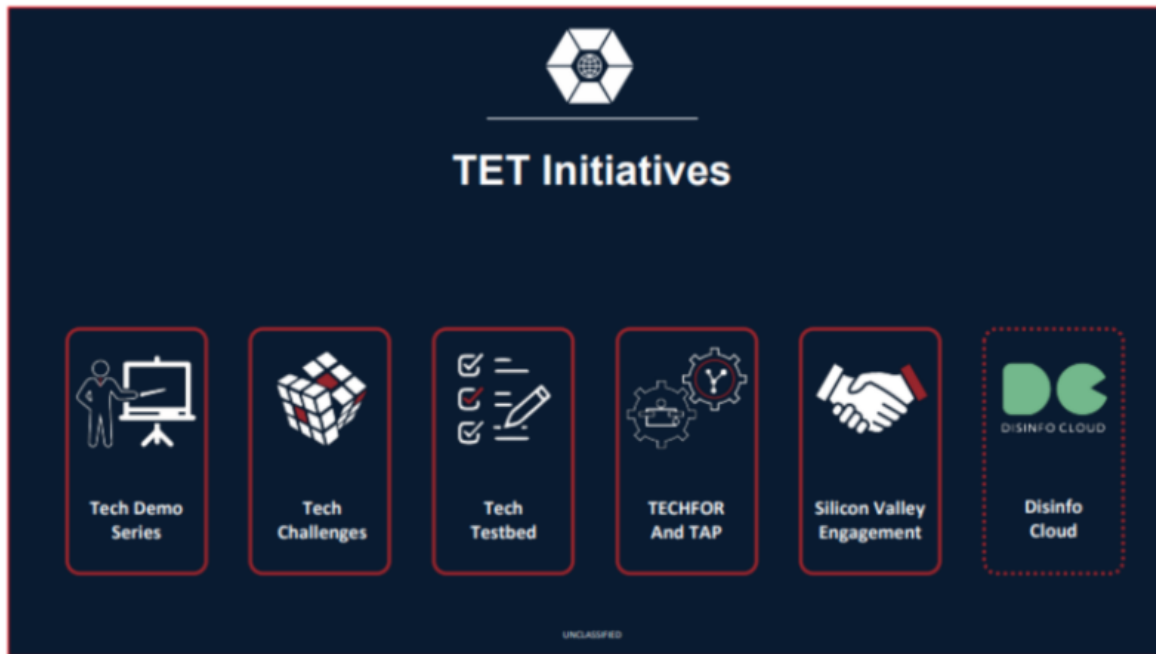 TET Initiatives
DISINFO CLOUD
Tech Demo
Series
Tech
Challenges
Tech
Testbed
TECHFOR
And TAP
Silicon Valley
Engagement
Disinfo
Cloud
UNCLASSIFIED